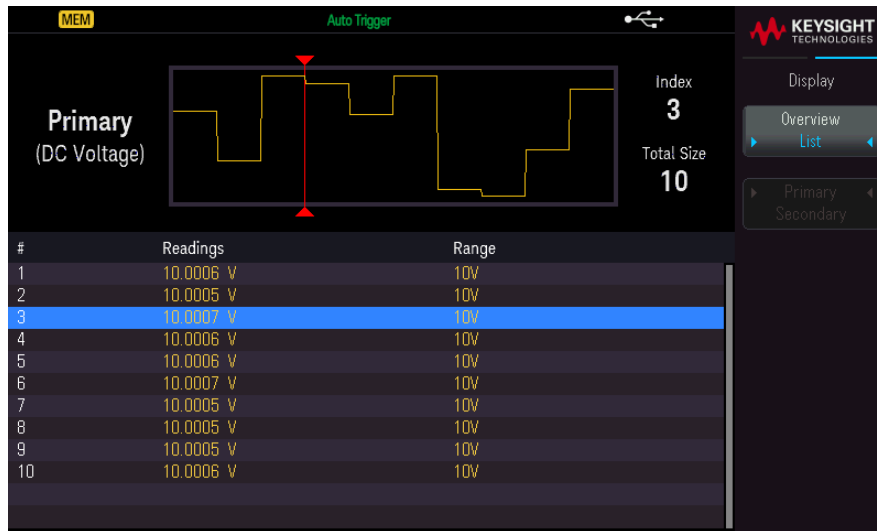 MEM Auto Trigger
KEYSIGHT
TECHNOLOGIES
Display
Overview
List
Primary
Secondary
Primary
(DC Voltage)
Index
3
Total Size
10
# Readings Range
1 10.0006 V 10V
2 10.0005 V 10V
3 10.0007 V 10V
4 10.0006 V 10V
5 10.0006 V 10V
6 10.0007 V 10V
7 10.0005 V 10V
8 10.0005 V 10V
9 10.0005 V 10V
10 10.0006 V 10V